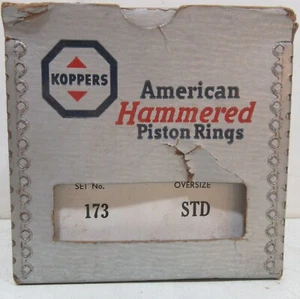 KOPPERS
American
Hammered
Piston Rings
SET No. OVERSIZE
173 STD